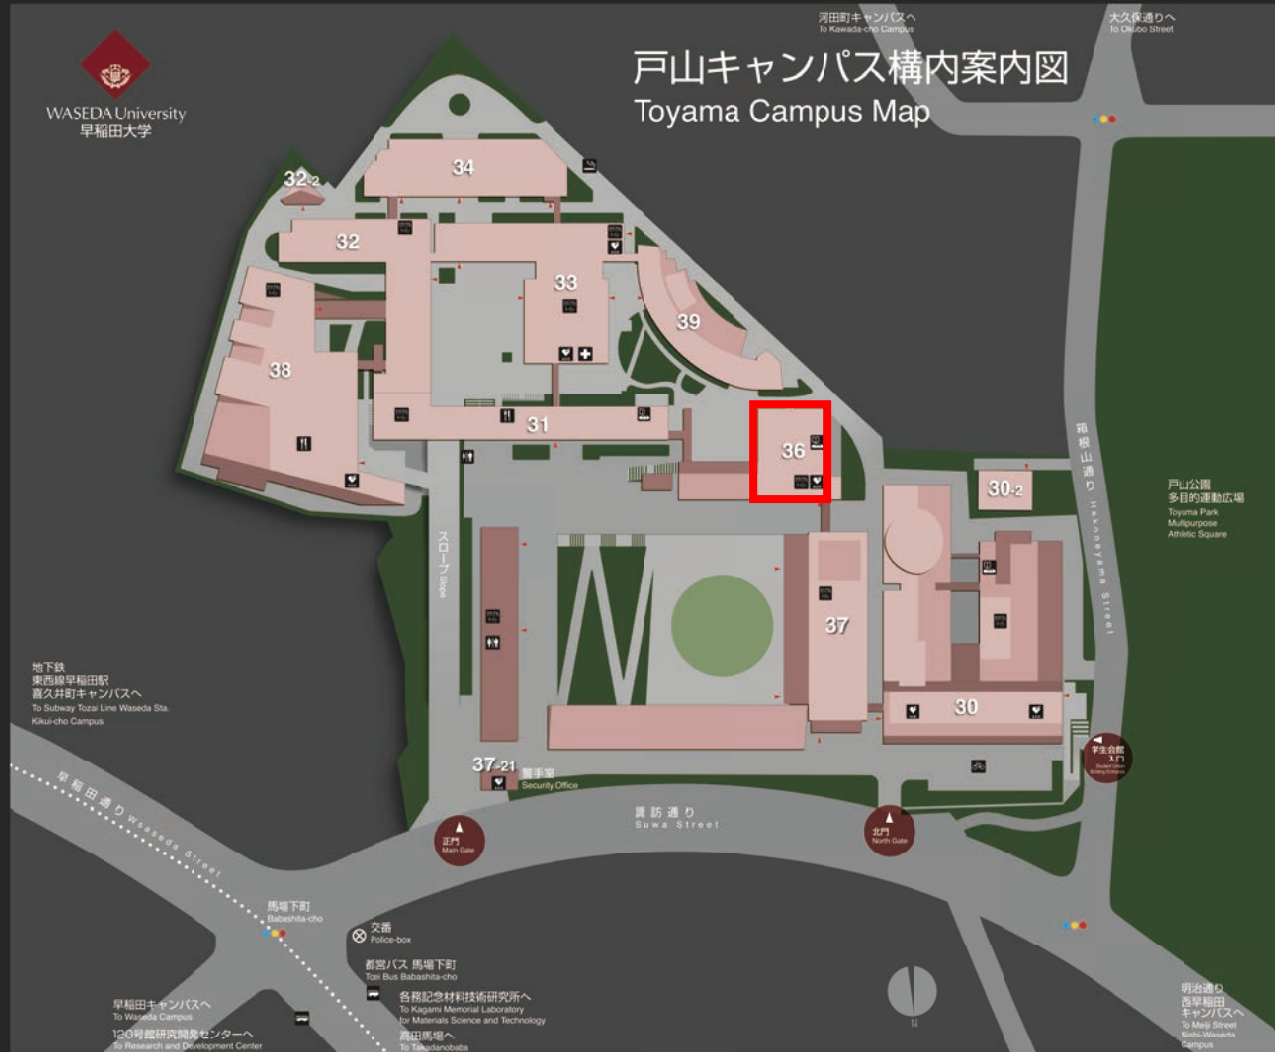 河田町キャンパスへ
To Kawada-cho Campus
大久保通りへ
To Okubo Street
戸山キャンパス構内案内図
Toyama Campus Map
WASEDA University
早稲田大学
34
32-2
32
33
39
38
31
36
30-2
箱根山通り Hakoneyama Street
戸山公園
多目的運動広場
Toyama Park
Multipurpose
Athletic Square
スロープ Slope
37
30
地下鉄
東西線早稲田駅
喜久井町キャンパスへ
To Subway Tozai Line Waseda Sta.
Kikui-cho Campus
37-21
警手室
Security Office
学生会館
入口
早稲田通り Waseda Street
諏訪通り
Suwa Street
正門
Main Gate
北門
North Gate
馬場下町
Babashita-cho
交番
Police-box
都営バス 馬場下町
Toei Bus Babashita-cho
各務記念材料技術研究所へ
To Kagami Memorial Laboratory
for Materials Science and Technology
高田馬場へ
To Takadanobaba
早稲田キャンパスへ
To Waseda Campus
120号館研究開発センターへ
To Research and Development Center
N
明治通り
西早稲田
キャンパスへ
To Meiji Street
Nishi-Waseda
Campus